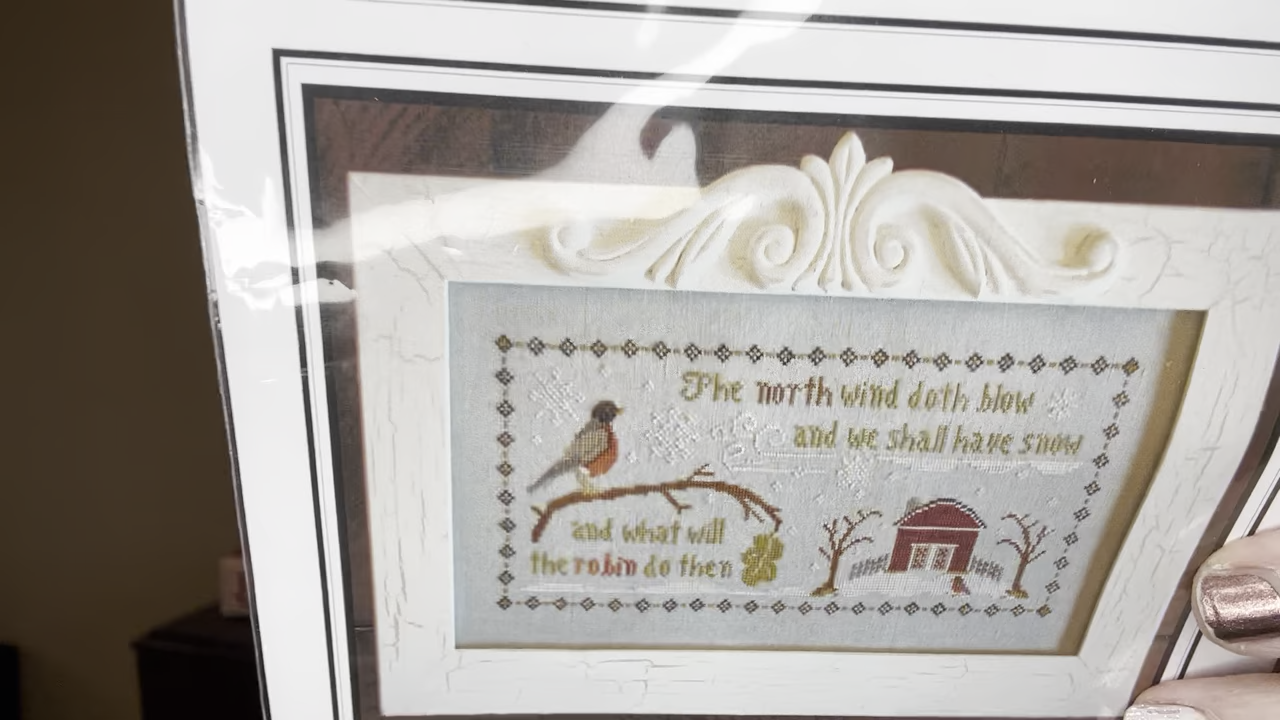 The north wind doth blow
and we shall have snow
and what will
the robin do then